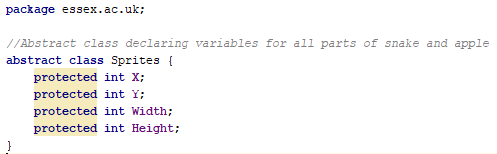 package essex.ac.uk;
//Abstract class declaring variables for all parts of snake and apple
abstract class Sprites {
protected int X;
protected int Y;
protected int Width;
protected int Height;
}